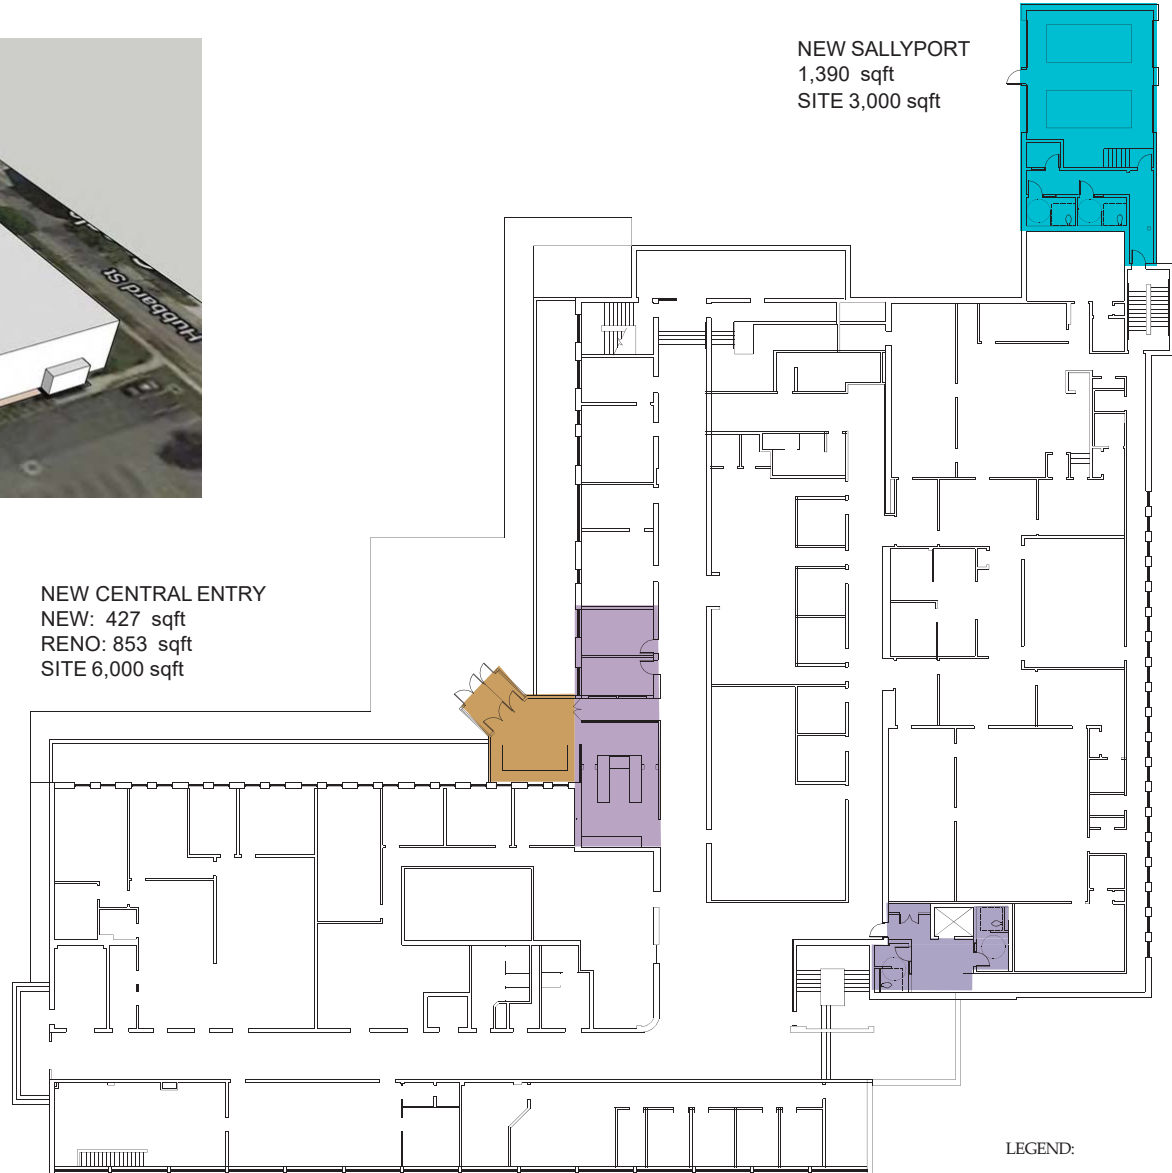 NEW SALLYPORT
1,390 sqft
SITE 3,000 sqft
Hubbard St
NEW CENTRAL ENTRY
NEW: 427 sqft
RENO: 853 sqft
SITE 6,000 sqft
LEGEND: